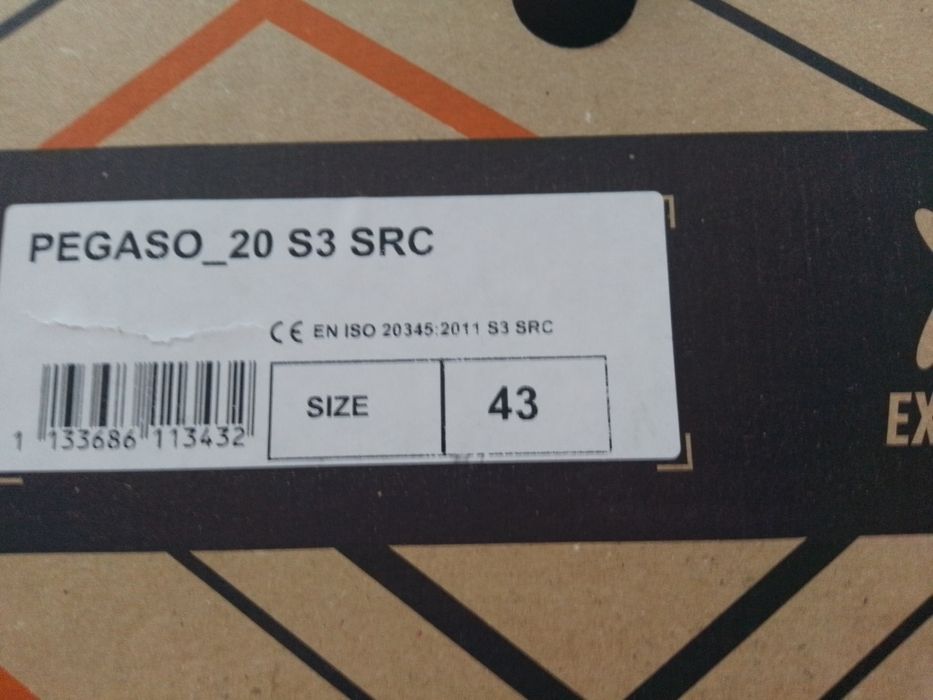 PEGASO_20 S3 SRC
CE EN ISO 20345:2011 S3 SRC
SIZE 43
1 133686 113432
EX